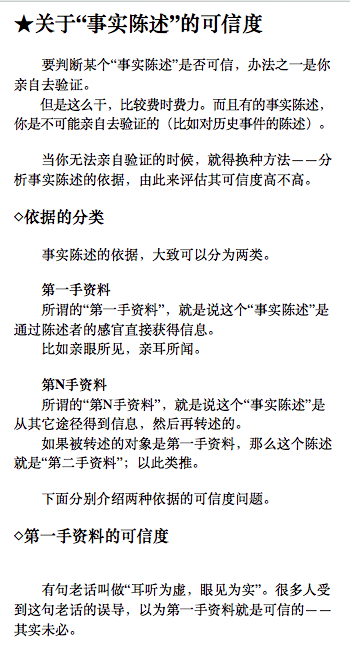 ★关于“事实陈述”的可信度
要判断某个“事实陈述”是否可信，办法之一是你
亲自去验证。
但是这么干，比较费时费力。而且有的事实陈述，
你是不可能亲自去验证的（比如对历史事件的陈述）。
当你无法亲自验证的时候，就得换种方法——分
析事实陈述的依据，由此来评估其可信度高不高。
◇依据的分类
事实陈述的依据，大致可以分为两类。
第一手资料
所谓的“第一手资料”，就是说这个“事实陈述”是
通过陈述者的感官直接获得信息。
比如亲眼所见，亲耳所闻。
第N手资料
所谓的“第N手资料”，就是说这个“事实陈述”是
从其它途径得到信息，然后再转述的。
如果被转述的对象是第一手资料，那么这个陈述
就是“第二手资料”；以此类推。
下面分别介绍两种依据的可信度问题。
◇第一手资料的可信度
有句老话叫做“耳听为虚，眼见为实”。很多人受
到这句老话的误导，以为第一手资料就是可信的——
其实未必。